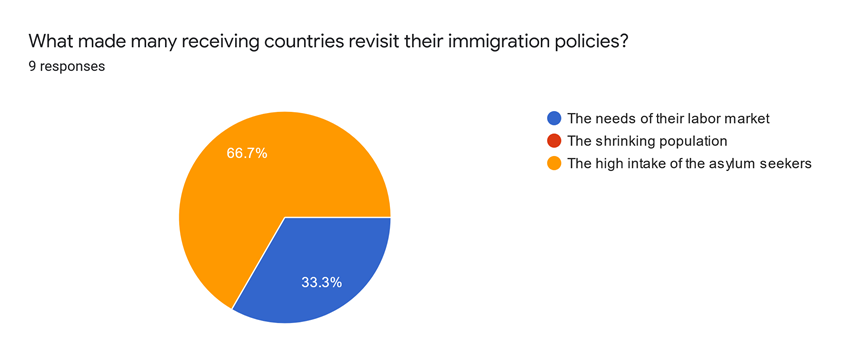 What made many receiving countries revisit their immigration policies?
9 responses
The needs of their labor market
The shrinking population
The high intake of the asylum seekers
66.7%
33.3%